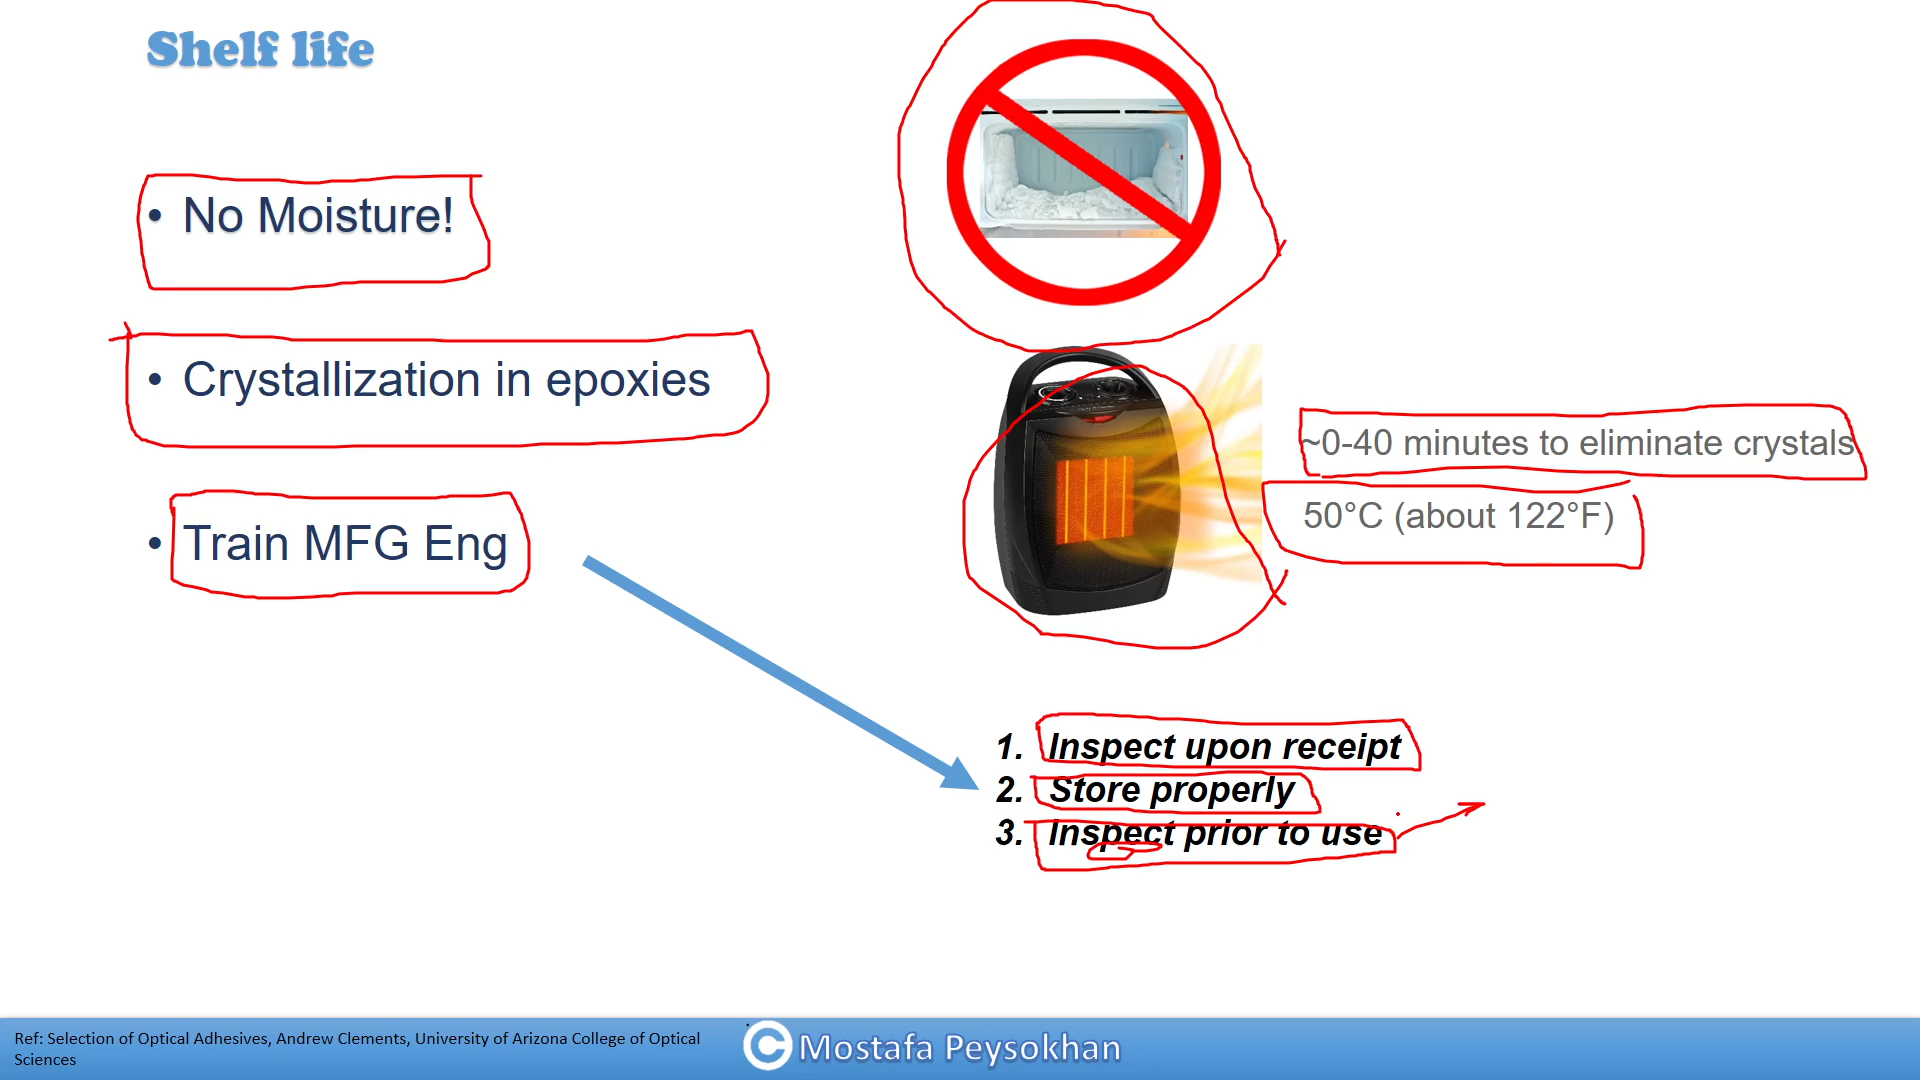 Shelf life
• No Moisture!
• Crystallization in epoxies
~0-40 minutes to eliminate crystals
50°C (about 122°F)
• Train MFG Eng
1. Inspect upon receipt
2. Store properly
3. Inspect prior to use
Ref: Selection of Optical Adhesives, Andrew Clements, University of Arizona College of Optical
Sciences
© Mostafa Peysokhan